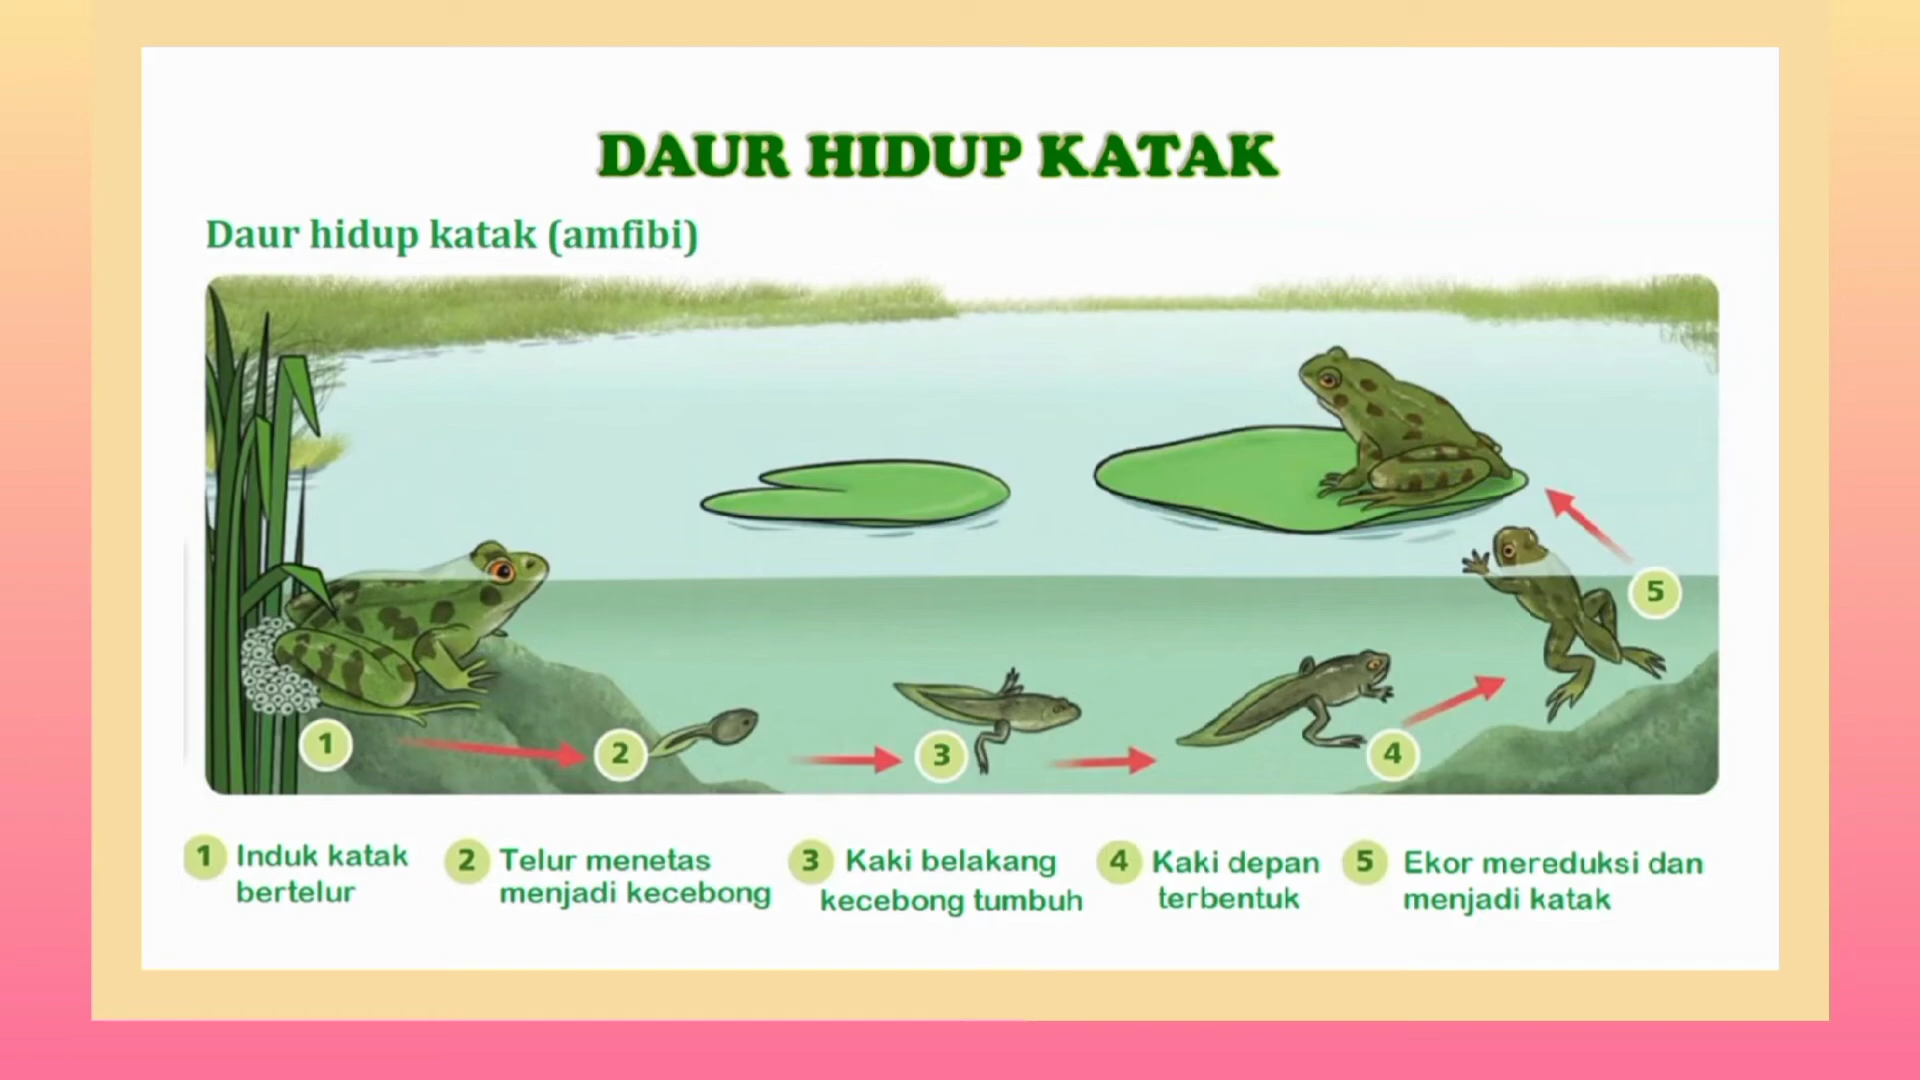 DAUR HIDUP KATAK
Daur hidup katak (amfibi)
5
1
2
3
4
1 Induk katak
bertelur
2 Telur menetas
menjadi kecebong
3 Kaki belakang
kecebong tumbuh
4 Kaki depan
terbentuk
5 Ekor mereduksi dan
menjadi katak